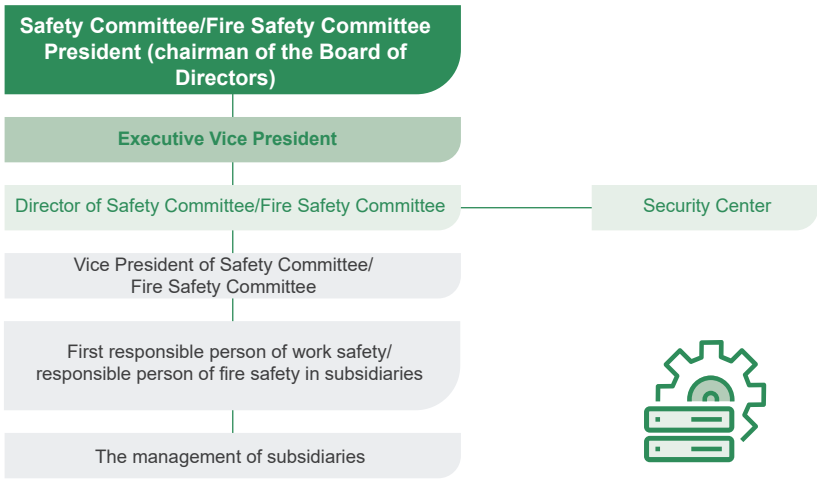 Safety Committee/Fire Safety Committee
President (chairman of the Board of
Directors)
Executive Vice President
Director of Safety Committee/Fire Safety Committee
Security Center
Vice President of Safety Committee/
Fire Safety Committee
First responsible person of work safety/
responsible person of fire safety in subsidiaries
The management of subsidiaries